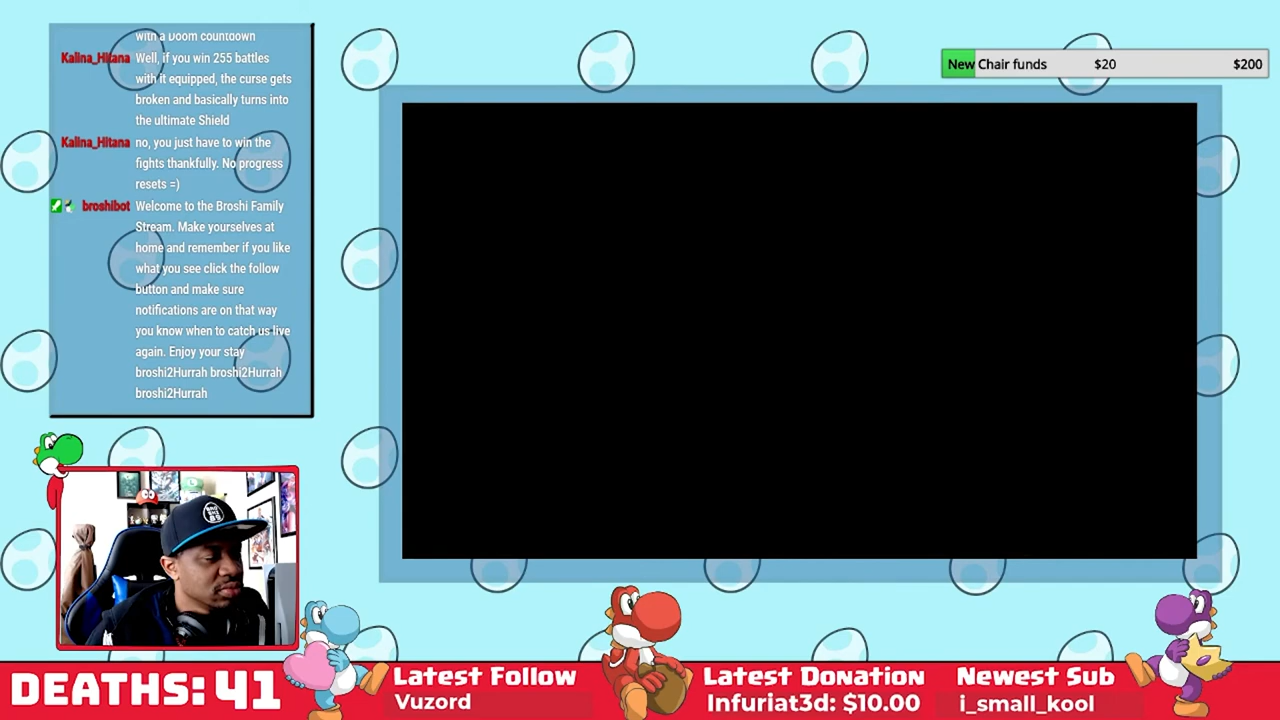 with a Doom countdown
Kalina_Hitana Well, if you win 255 battles
with it equipped, the curse gets
broken and basically turns into
the ultimate Shield
Kalina_Hitana no, you just have to win the
fights thankfully. No progress
resets =)
broshibot Welcome to the Broshi Family
Stream. Make yourselves at
home and remember if you like
what you see click the follow
button and make sure
notifications are on that way
you know when to catch us live
again. Enjoy your stay
broshi2Hurrah broshi2Hurrah
broshi2Hurrah
New Chair funds $20 $200
DEATHS: 41
Latest Follow
Vuzord
Latest Donation
Infuriat3d: $10.00
Newest Sub
i_small_kool